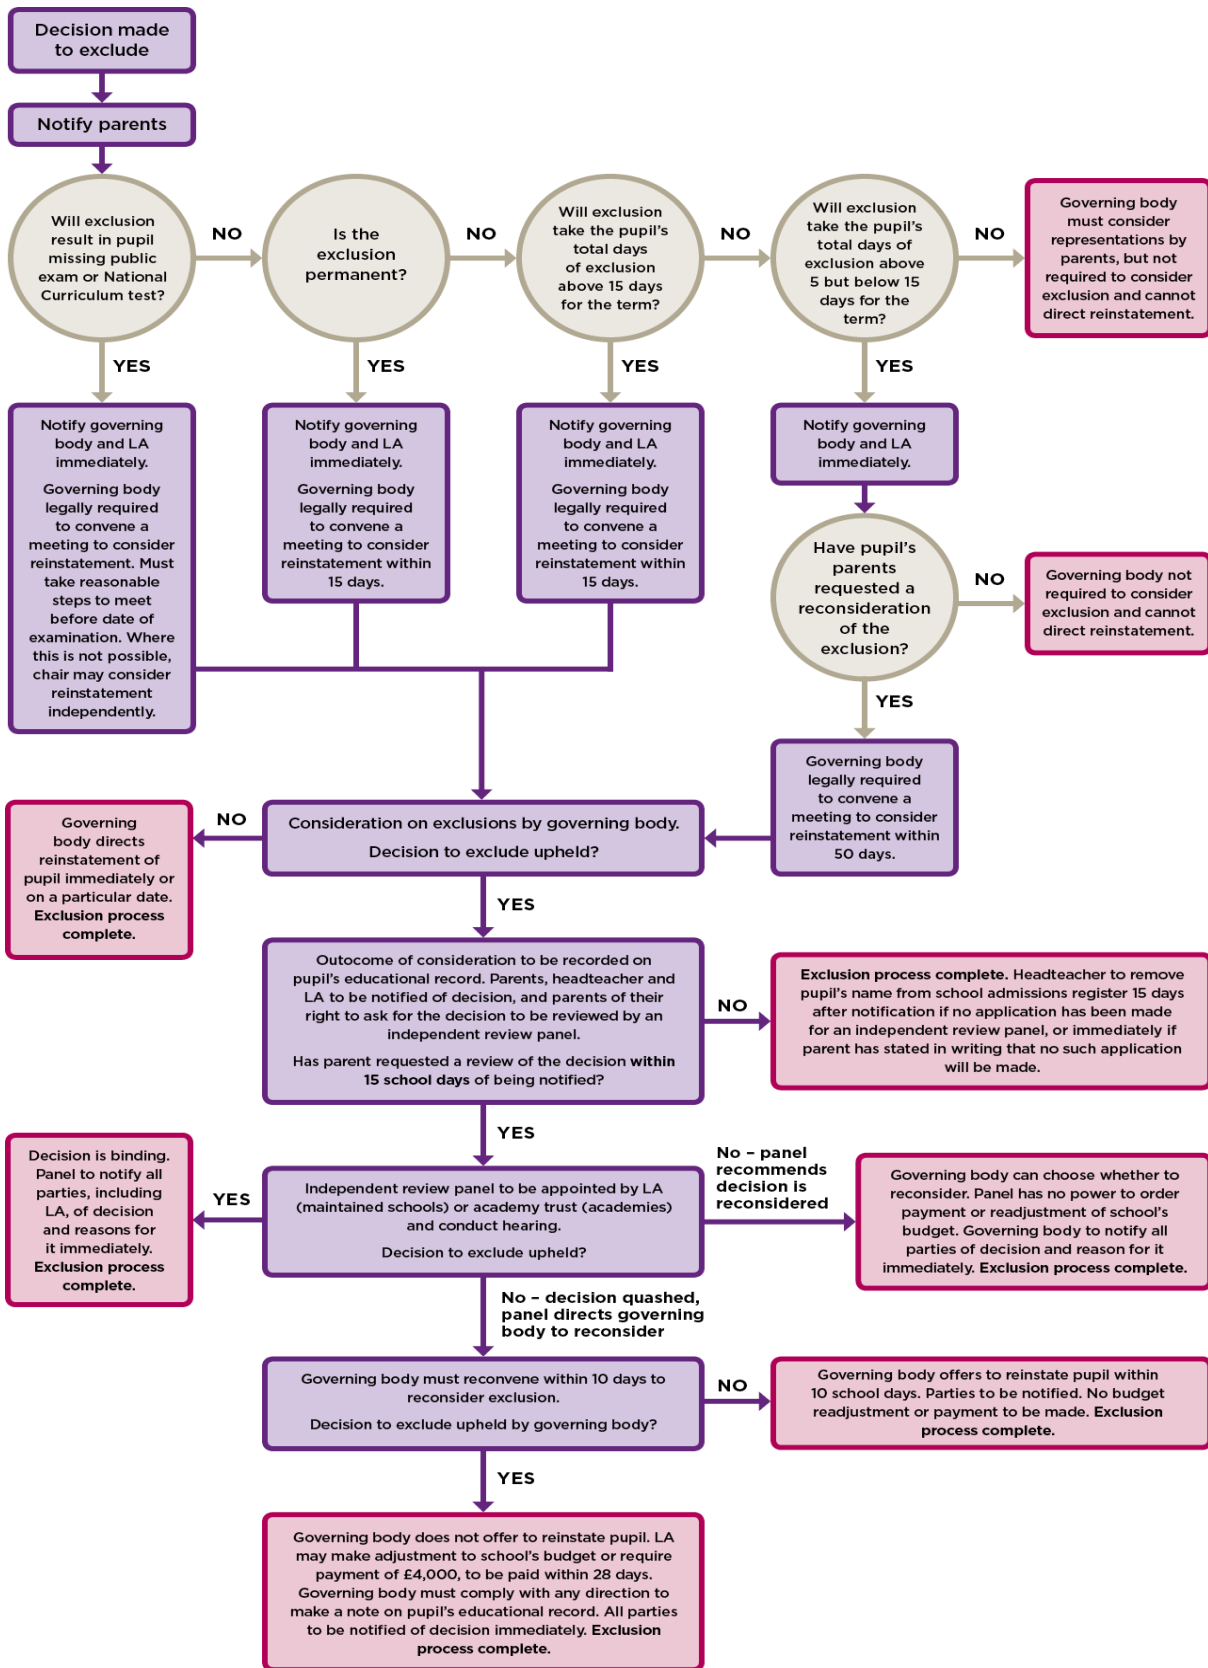 Decision made
to exclude
Notify parents
Will exclusion
result in pupil
missing public
exam or National
Curriculum test?
NO
Is the
exclusion
permanent?
NO
Will exclusion
take the pupil's
total days
of exclusion
above 15 days
for the term?
NO
Will exclusion
take the pupil's
total days of
exclusion above
5 but below 15
days for the
term?
NO
Governing body
must consider
representations by
parents, but not
required to consider
exclusion and cannot
direct reinstatement.
YES
YES
YES
YES
Notify governing
body and LA
immediately.
Governing body
legally required
to convene a
meeting to consider
reinstatement. Must
take reasonable
steps to meet
before date of
examination. Where
this is not possible,
chair may consider
reinstatement
independently.
Notify governing
body and LA
immediately.
Governing body
legally required
to convene a
meeting to consider
reinstatement within
15 days.
Notify governing
body and LA
immediately.
Governing body
legally required
to convene a
meeting to consider
reinstatement within
15 days.
Notify governing
body and LA
immediately.
Have pupil's
parents
requested a
reconsideration
of the
exclusion?
NO
Governing body not
required to consider
exclusion and cannot
direct reinstatement.
YES
Governing body
legally required
to convene a
meeting to consider
reinstatement within
50 days.
Consideration on exclusions by governing body.
Decision to exclude upheld?
NO
Governing
body directs
reinstatement of
pupil immediately or
on a particular date.
Exclusion process
complete.
YES
Outocome of consideration to be recorded on
pupil's educational record. Parents, headteacher and
LA to be notified of decision, and parents of their
right to ask for the decision to be reviewed by an
independent review panel.
Has parent requested a review of the decision within
15 school days of being notified?
NO
Exclusion process complete. Headteacher to remove
pupil's name from school admissions register 15 days
after notification if no application has been made
for an independent review panel, or immediately if
parent has stated in writing that no such application
will be made.
YES
Independent review panel to be appointed by LA
(maintained schools) or academy trust (academies)
and conduct hearing.
Decision to exclude upheld?
YES
Decision is binding.
Panel to notify all
parties, including
LA, of decision
and reasons for
it immediately.
Exclusion process
complete.
No – panel
recommends
decision is
reconsidered
Governing body can choose whether to
reconsider. Panel has no power to order
payment or readjustment of school's
budget. Governing body to notify all
parties of decision and reason for it
immediately. Exclusion process complete.
No – decision quashed,
panel directs governing
body to reconsider
Governing body must reconvene within 10 days to
reconsider exclusion.
Decision to exclude upheld by governing body?
NO
Governing body offers to reinstate pupil within
10 school days. Parties to be notified. No budget
readjustment or payment to be made. Exclusion
process complete.
YES
Governing body does not offer to reinstate pupil. LA
may make adjustment to school's budget or require
payment of £4,000, to be paid within 28 days.
Governing body must comply with any direction to
make a note on pupil's educational record. All parties
to be notified of decision immediately. Exclusion
process complete.